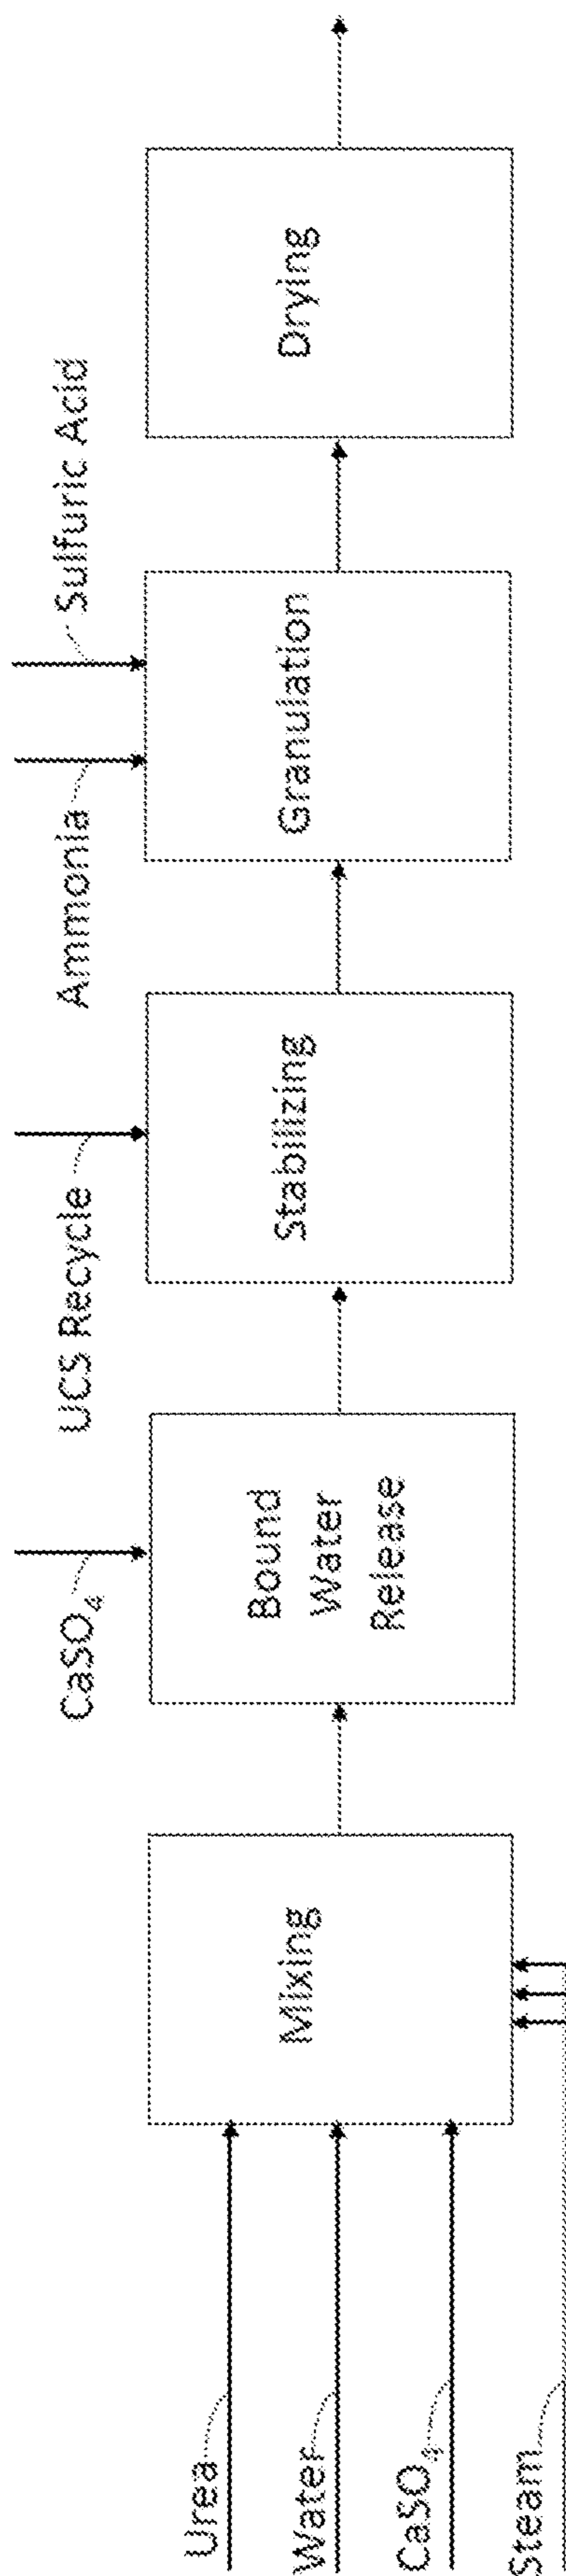 Urea
Water
CaSO₄
Steam
Mixing
CaSO₄
Bound
Water
Release
UCS Recycle
Stabilizing
Ammonia
Sulfuric Acid
Granulation
Drying